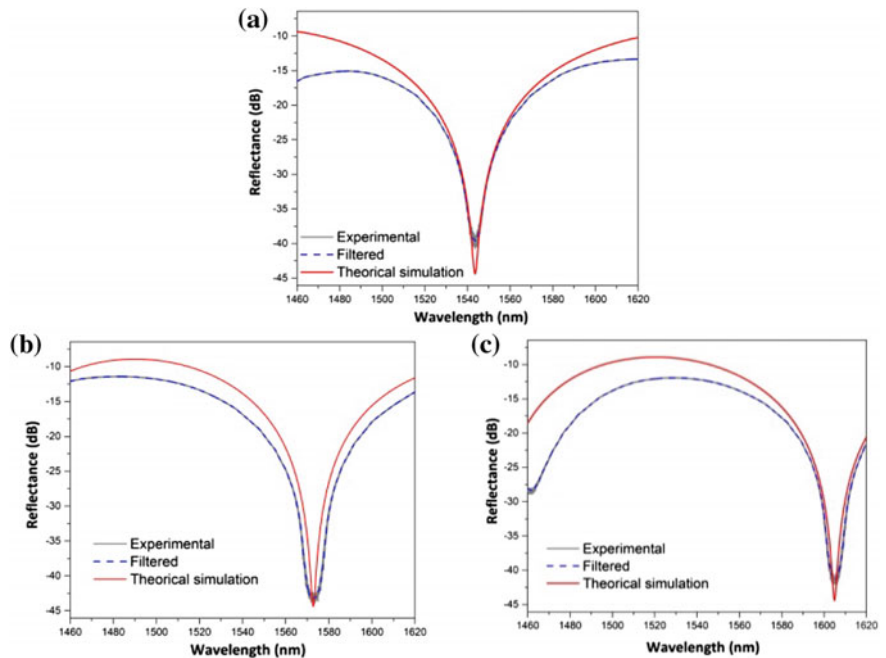 (a)
-10
-15
-20
-25
-30
-35
-40
-45
Reflectance (dB)
Experimental
Filtered
Theorical simulation
1460 1480 1500 1520 1540 1560 1580 1600 1620
Wavelength (nm)
(b)
-10
-15
-20
-25
-30
-35
-40
-45
Reflectance (dB)
Experimental
Filtered
Theorical simulation
1460 1480 1500 1520 1540 1560 1580 1600 1620
Wavelength (nm)
(c)
-10
-15
-20
-25
-30
-35
-40
-45
Reflectance (dB)
Experimental
Filtered
Theorical simulation
1460 1480 1500 1520 1540 1560 1580 1600 1620
Wavelength (nm)